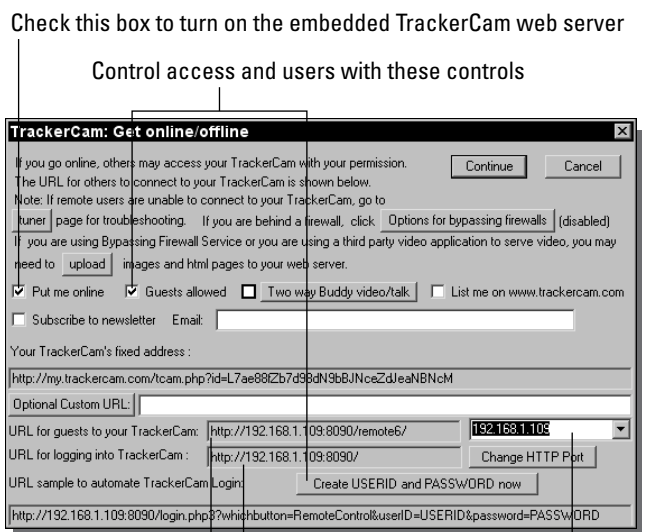 Check this box to turn on the embedded TrackerCam web server
Control access and users with these controls
TrackerCam: Get online/offline
If you go online, others may access your TrackerCam with your permission.
Continue
Cancel
The URL for others to connect to your TrackerCam is shown below.
Note: If remote users are unable to connect to your TrackerCam, go to
tuner page for troubleshooting. If you are behind a firewall, click Options for bypassing firewalls (disabled)
If you are using Bypassing Firewall Service or you are using a third party video application to serve video, you may
need to upload images and html pages to your web server.
Put me online Guests allowed Two way Buddy video/talk List me on www.trackercam.com
Subscribe to newsletter Email:
Your TrackerCam's fixed address :
http://my.trackercam.com/tcam.php?id=L7ae88fZb7d98dN9bBJNceZdJeaNBNcM
Optional Custom URL:
URL for guests to your TrackerCam: http://192.168.1.109:8090/remote6/ 192.168.1.109
URL for logging into TrackerCam : http://192.168.1.109:8090/ Change HTTP Port
URL sample to automate TrackerCam Login: Create USERID and PASSWORD now
http://192.168.1.109:8090/login.php3?whichbutton=RemoteControl&userID=USERID&password=PASSWORD